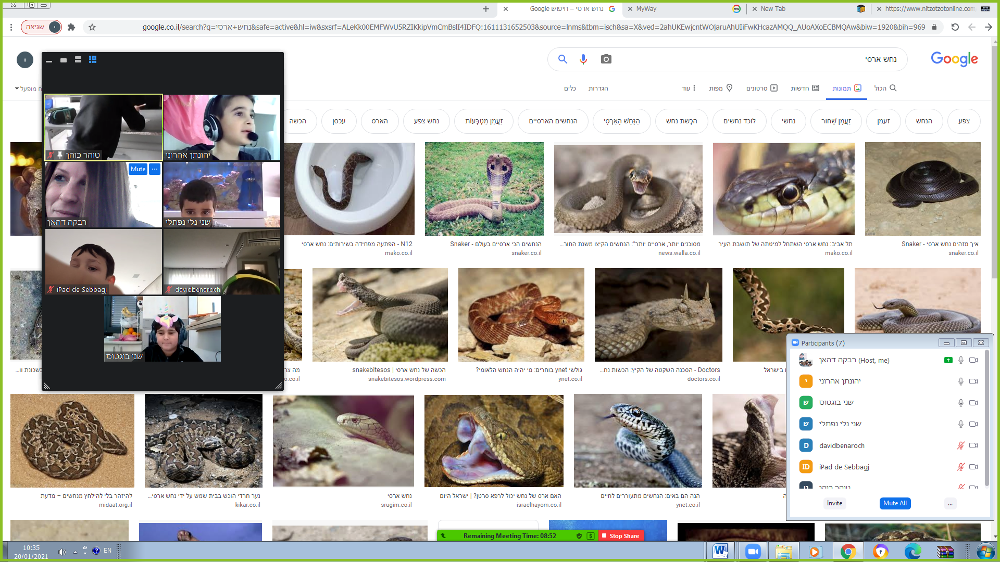 נחש ארסי – חיפוש Google
MyWay
New Tab
https://www.nitzotzotonline.com
שגיאה
google.co.il/search?q=נחש+ארסי&safe=active&hl=iw&sxsrf=ALeKk00EMFWvU5RZIKkipVmCmBslI4IDFQ:1611131652503&source=lnms&tbm=isch&sa=X&ved=2ahUKEwjcntWOjaruAhUIiFwKHcazAMQQ_AUoAXoECBMQAw&biw=1920&bih=969
Google
נחש ארסי
הכול
תמונות
חדשות
סרטונים
מפות
עוד
הגדרות
כלים
מופעל
צפע
הנחש
זעמן
זַעֲמָן שָׁחור
נחשי
לוכד נחשים
הכשת נחש
הַנָּחָשׁ הָאַרְסִי
הנחשים הארסיים
זַעֲמַן מַטְבְּעוֹת
נחש צפע
הארס
עכסן
הכשה
טוהר כוהן
יהונתן אהרוני
Mute
...
רבקה דהאן
שני נלי נפתלי
iPad de Sebbagj
davidbenaroch
שני בוגטוס
איך מזהים נחש ארסי - Snaker
snaker.co.il
תל אביב: נחש ארסי השתחל למיטתה של תושבת העיר
mako.co.il
מסוכנים יותר, ארסיים יותר": הנחשים הקיצו משנת החור...
news.walla.co.il
הנחשים הכי ארסיים בעולם - Snaker
snaker.co.il
N12 - הפתעה מפחידה בשירותים: נחש ארסי
mako.co.il
בישראל
Doctors - הסכנה השקטה של הקיץ: הכשות נח...
doctors.co.il
גולשי ynet בוחרים: מי יהיה הנחש הלאומי?
ynet.co.il
הכשה של נחש ארסי | snakebitesos
snakebitesos.wordpress.com
מה צר
o.co.il
הנה הם באים: הנחשים מתעוררים לחיים
ynet.co.il
האם ארס של נחש יכול לרפא סרטן? | ישראל היום
israelhayom.co.il
נחש ארסי
srugim.co.il
נער חרדי הוכש בבית שמש על ידי נחש ארסי...
kikar.co.il
להיזהר בלי להילחץ מנחשים – מדעת
midaat.org.il
Participants (7)
רבקה דהאן (Host, me)
י יהונתן אהרוני
ש שני בוגטוס
ש שני נלי נפתלי
D davidbenaroch
ID iPad de Sebbagj
טוהר כוהן
Invite
Mute All
...
Remaining Meeting Time: 08:52
Stop Share
10:35
20/01/2021
EN